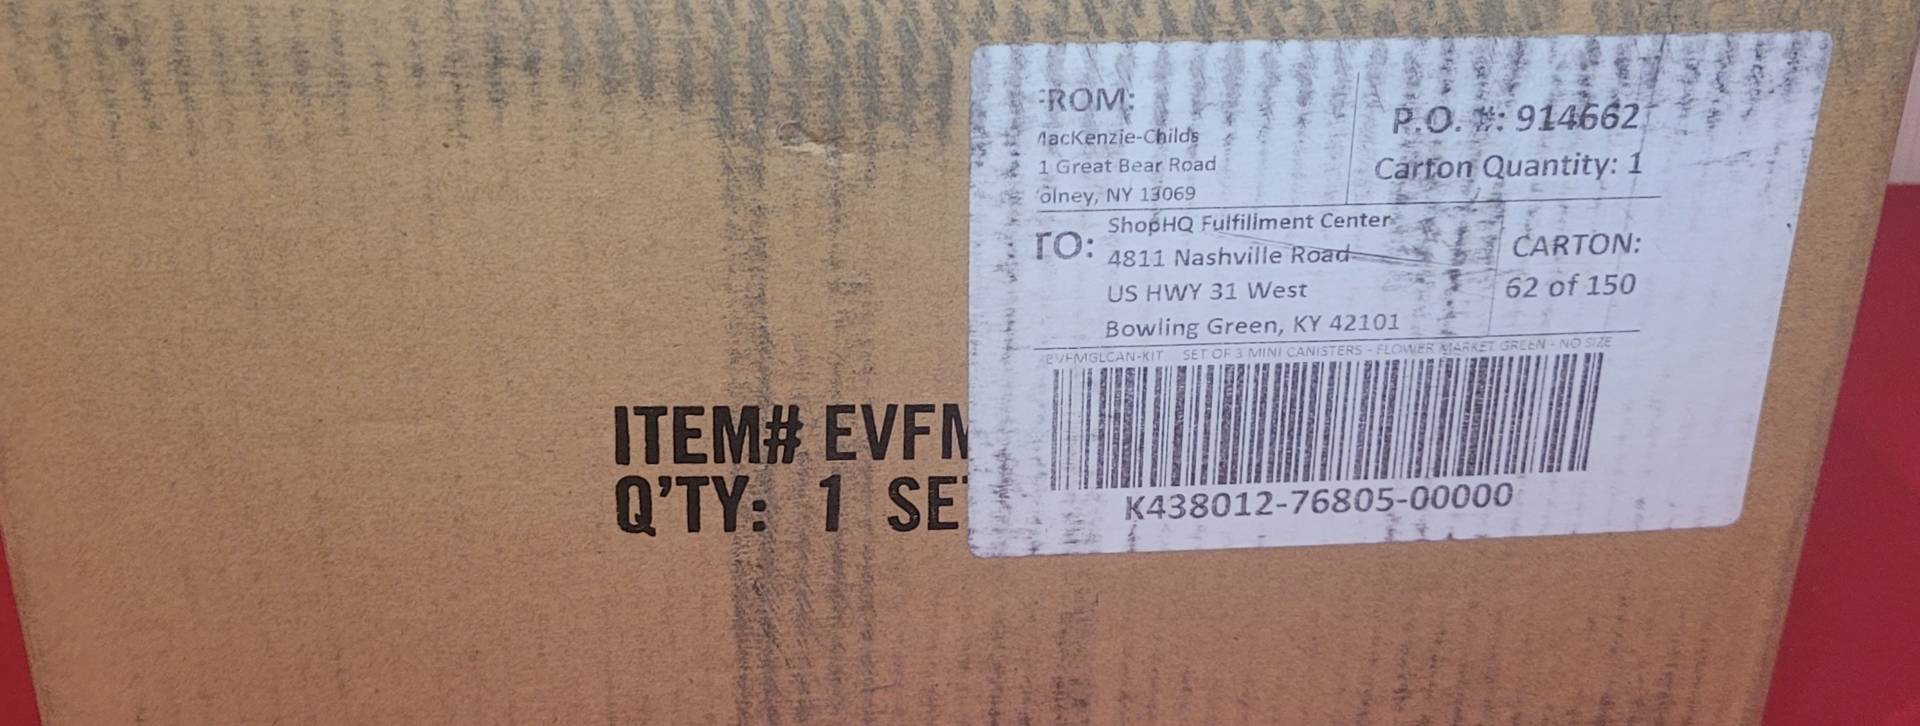 ITEM# EVFM
Q'TY: 1 SET
ROM:
MacKenzie-Childs
1 Great Bear Road
olney, NY 13069
P.O. #: 914662
Carton Quantity: 1
TO:
ShopHQ Fulfillment Center
4811 Nashville Road
US HWY 31 West
Bowling Green, KY 42101
CARTON:
62 of 150
EVFMGLCAN-KIT SET OF 3 MINI CANISTERS - FLOWER MARKET GREEN - NO SIZE
K438012-76805-00000